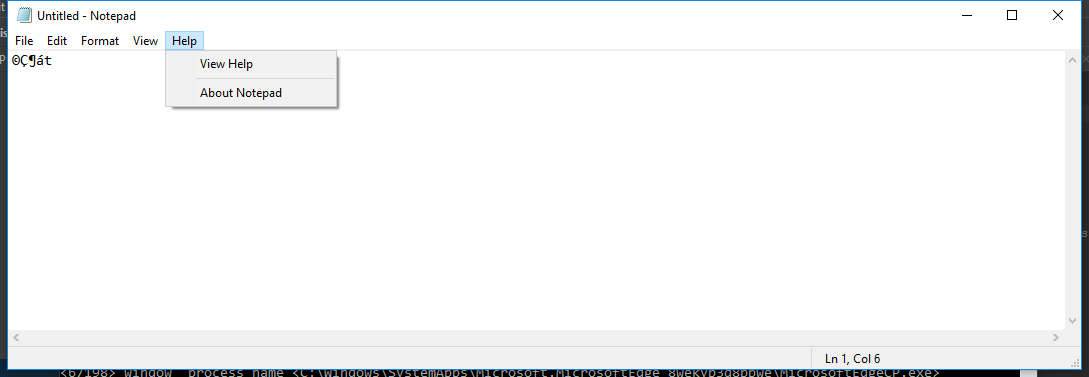 Untitled - Notepad
File Edit Format View Help
©Ç¶át
View Help
About Notepad
Ln 1, Col 6
<6/198> window process name <C:\Windows\SystemApps\Microsoft.MicrosoftEdge_8wekyb3d8bbwe\MicrosoftEdgeCP.exe>